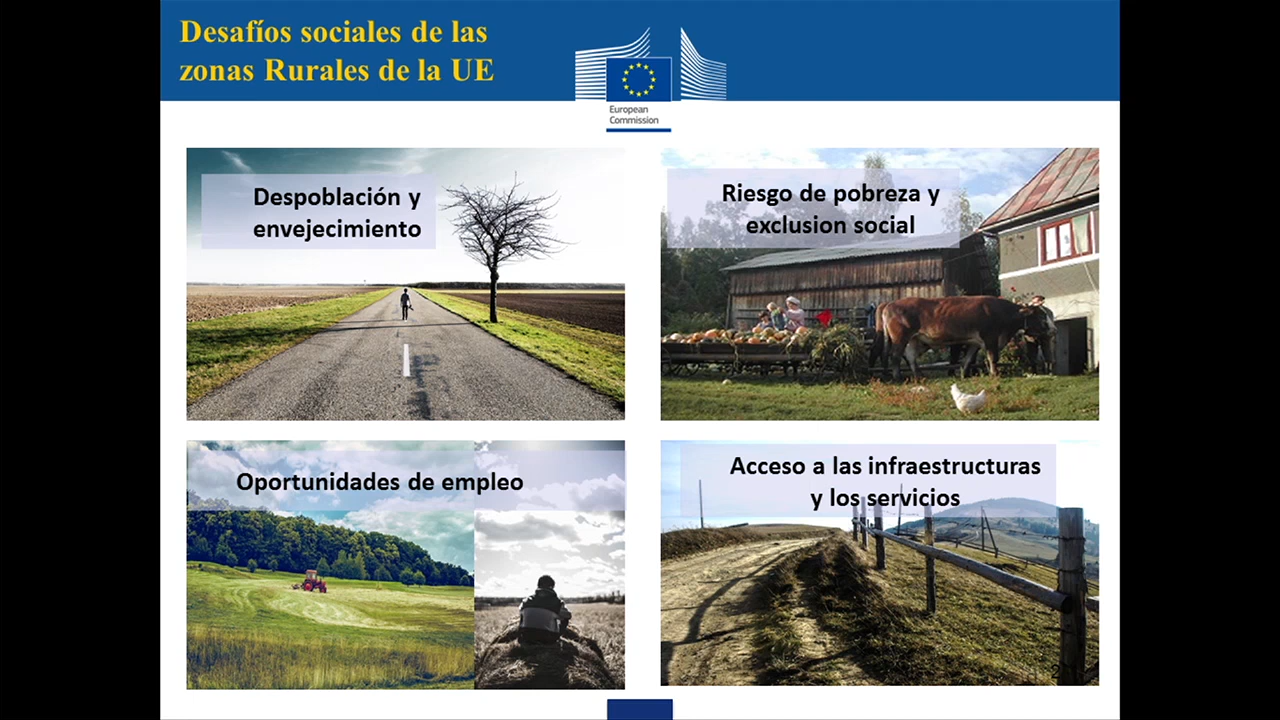 Desafíos sociales de las
zonas Rurales de la UE
European
Commission
Despoblación y
envejecimiento
Riesgo de pobreza y
exclusion social
Oportunidades de empleo
Acceso a las infraestructuras
y los servicios